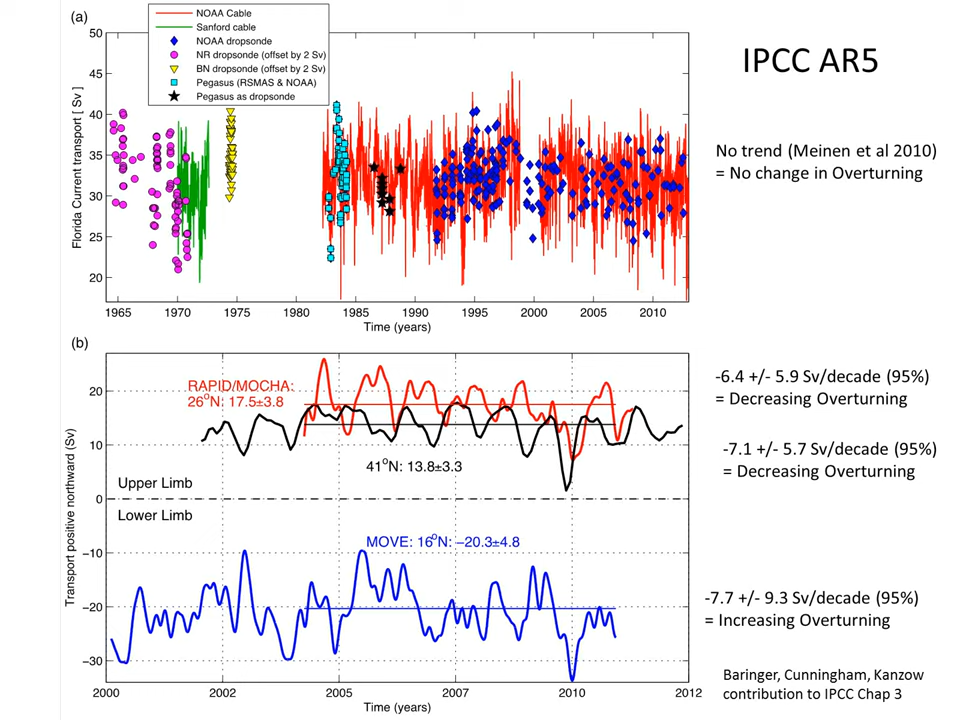 (a)
NOAA Cable
Sanford cable
NOAA dropsonde
NR dropsonde (offset by 2 Sv)
BN dropsonde (offset by 2 Sv)
Pegasus (RSMAS & NOAA)
Pegasus as dropsonde
IPCC AR5
Florida Current transport [ Sv ]
50
45
40
35
30
25
20
1965
1970
1975
1980
1985
1990
1995
2000
2005
2010
Time (years)
No trend (Meinen et al 2010)
= No change in Overturning
(b)
Transport positive northward (Sv)
20
10
0
−10
−20
−30
RAPID/MOCHA:
26°N: 17.5±3.8
41°N: 13.8±3.3
Upper Limb
Lower Limb
MOVE: 16°N: −20.3±4.8
2000
2002
2005
2007
2010
2012
Time (years)
-6.4 +/- 5.9 Sv/decade (95%)
= Decreasing Overturning
-7.1 +/- 5.7 Sv/decade (95%)
= Decreasing Overturning
-7.7 +/- 9.3 Sv/decade (95%)
= Increasing Overturning
Baringer, Cunningham, Kanzow
contribution to IPCC Chap 3